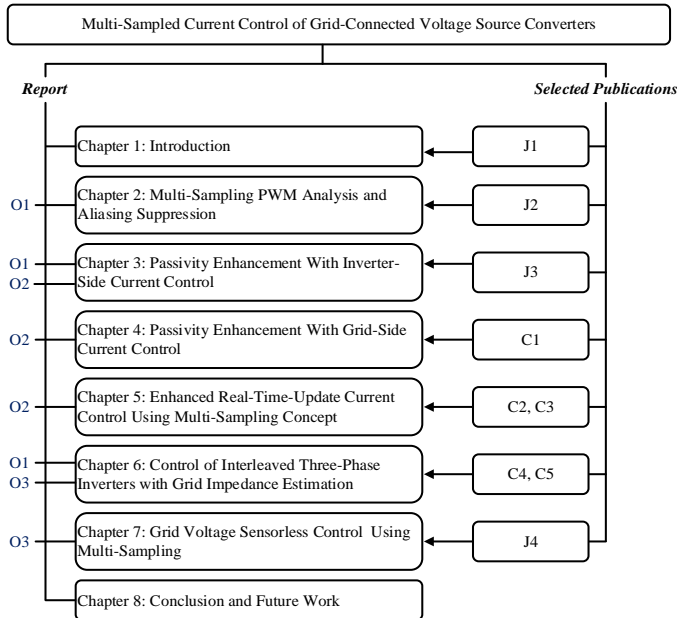 Multi-Sampled Current Control of Grid-Connected Voltage Source Converters
Report
Selected Publications
Chapter 1: Introduction
J1
O1
Chapter 2: Multi-Sampling PWM Analysis and
Aliasing Suppression
J2
O1
O2
Chapter 3: Passivity Enhancement With Inverter-
Side Current Control
J3
O2
Chapter 4: Passivity Enhancement With Grid-Side
Current Control
C1
O2
Chapter 5: Enhanced Real-Time-Update Current
Control Using Multi-Sampling Concept
C2, C3
O1
O3
Chapter 6: Control of Interleaved Three-Phase
Inverters with Grid Impedance Estimation
C4, C5
O3
Chapter 7: Grid Voltage Sensorless Control Using
Multi-Sampling
J4
Chapter 8: Conclusion and Future Work